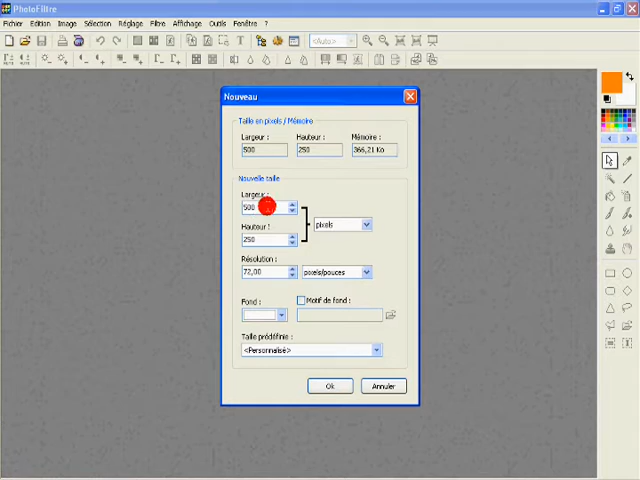 PhotoFiltre
Fichier Edition Image Sélection Réglage Filtre Affichage Outils Fenêtre ?
<Auto>
Nouveau
Taille en pixels / Mémoire
Largeur : Hauteur : Mémoire :
500 250 366,21 Ko
Nouvelle taille
Largeur :
500
pixels
Hauteur :
250
Résolution :
72,00 pixels/pouces
Fond : Motif de fond :
Taille prédéfinie :
<Personnalisé>
Ok Annuler